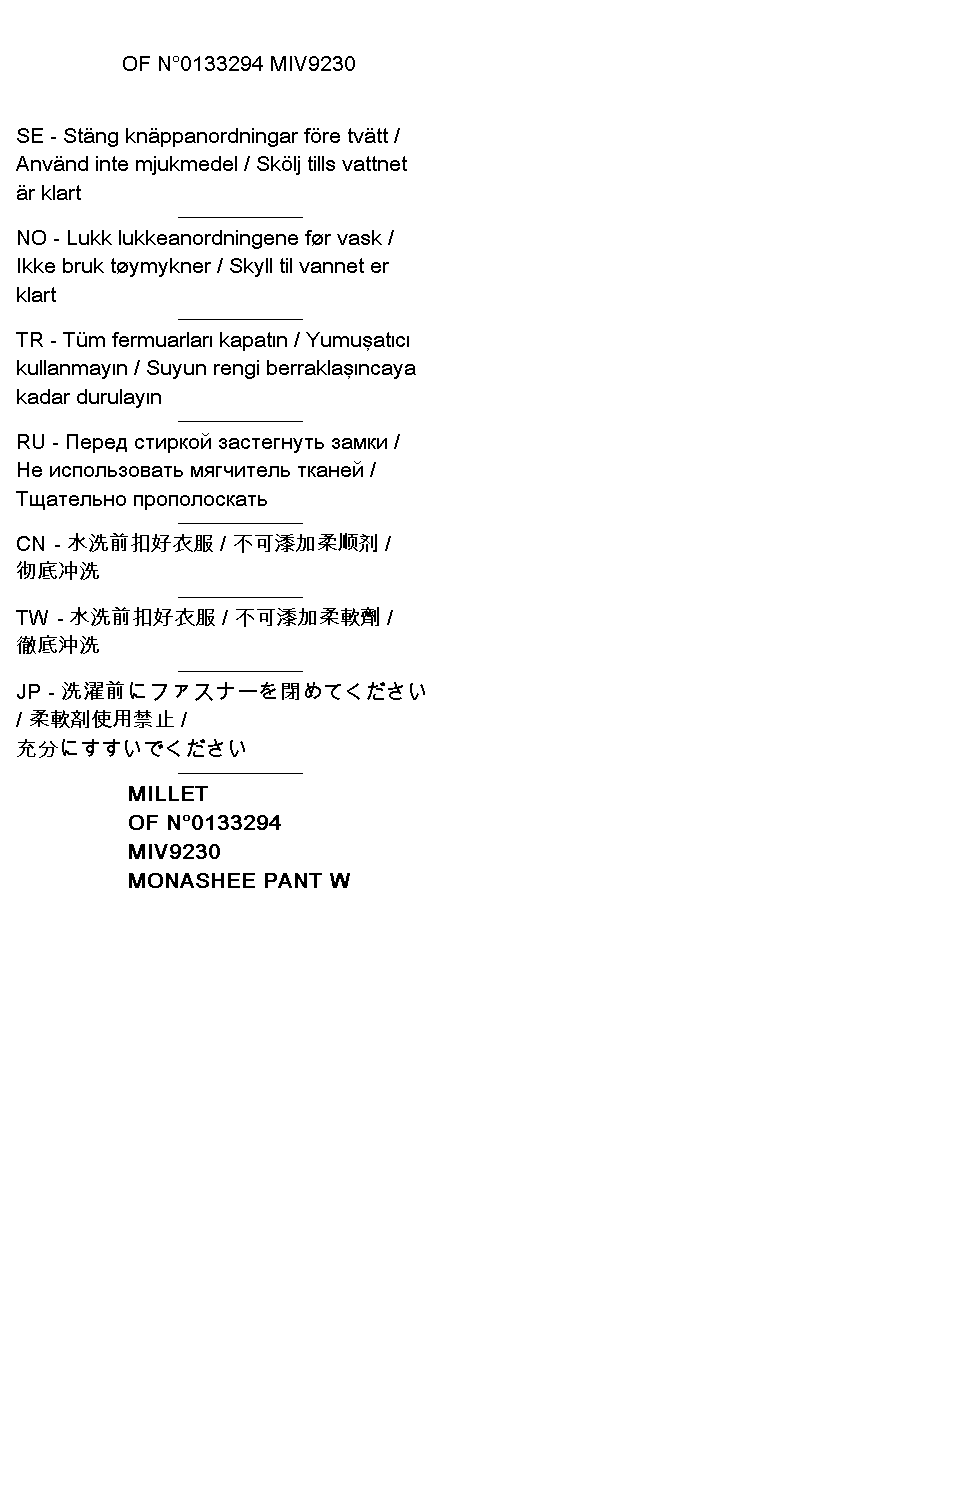 OF N°0133294 MIV9230
SE - Stäng knäppanordningar före tvätt /
Använd inte mjukmedel / Skölj tills vattnet
är klart
NO - Lukk lukkeanordningene før vask /
Ikke bruk tøymykner / Skyll til vannet er
klart
TR - Tüm fermuarları kapatın / Yumuşatıcı
kullanmayın / Suyun rengi berraklaşıncaya
kadar durulayın
RU - Перед стиркой застегнуть замки /
Не использовать мягчитель тканей /
Тщательно прополоскать
CN - 水洗前扣好衣服 / 不可漆加柔顺剂 /
彻底冲洗
TW - 水洗前扣好衣服 / 不可漆加柔軟劑 /
徹底沖洗
JP - 洗濯前にファスナーを閉めてください
/ 柔軟剤使用禁止 /
充分にすすいでください
MILLET
OF N°0133294
MIV9230
MONASHEE PANT W